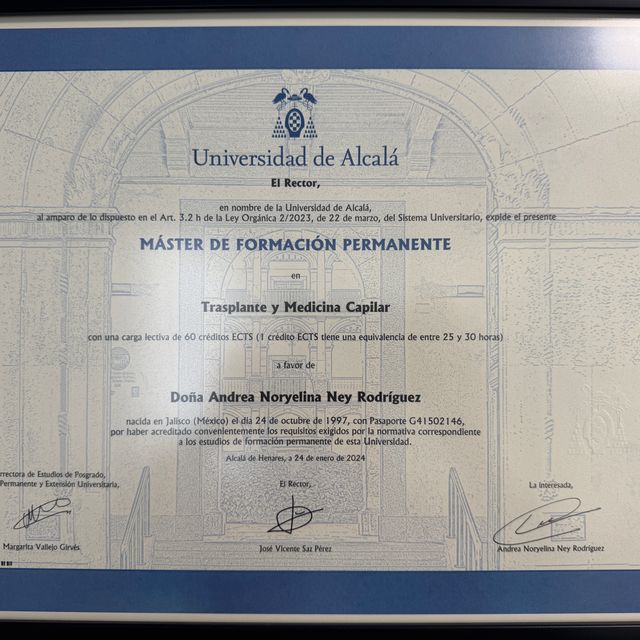 Universidad de Alcalá
El Rector,
en nombre de la Universidad de Alcalá,
al amparo de lo dispuesto en el Art. 3.2 h de la Ley Orgánica 2/2023, de 22 de marzo, del Sistema Universitario, expide el presente
MÁSTER DE FORMACIÓN PERMANENTE
en
Trasplante y Medicina Capilar
con una carga lectiva de 60 créditos ECTS (1 crédito ECTS tiene una equivalencia de entre 25 y 30 horas)
a favor de
Doña Andrea Noryelina Ney Rodríguez
nacida en Jalisco (México) el día 24 de octubre de 1997, con Pasaporte G41502146,
por haber acreditado convenientemente los requisitos exigidos por la normativa correspondiente
a los estudios de formación permanente de esta Universidad.
Alcalá de Henares, a 24 de enero de 2024
rrectora de Estudios de Posgrado,
Permanente y Extensión Universitaria,
El Rector,
La interesada,
Margarita Vallejo Girvés
José Vicente Saz Pérez
Andrea Noryelina Ney Rodríguez